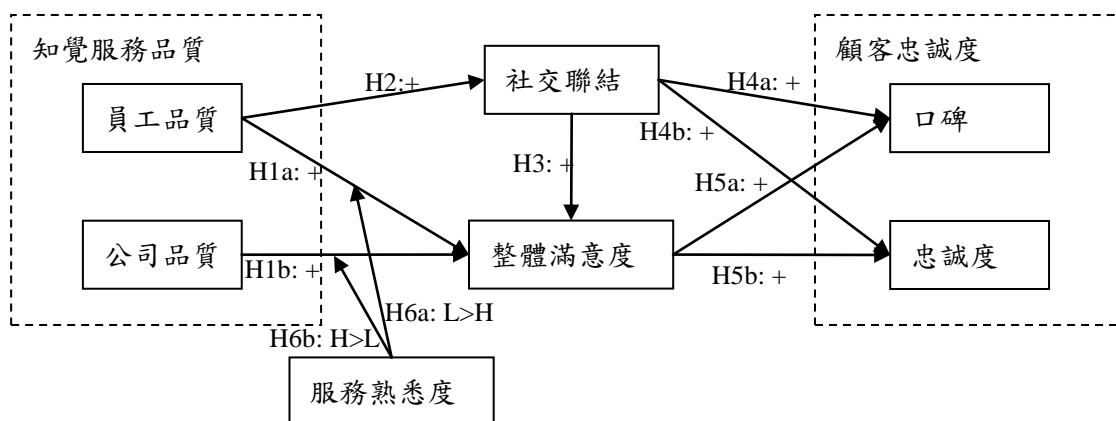 知覺服務品質
顧客忠誠度
社交聯結
H2:+
H4a: +
員工品質
口碑
H4b: +
H1a: +
H3: +
H5a: +
公司品質
整體滿意度
忠誠度
H1b: +
H5b: +
H6a: L>H
H6b: H>L
服務熟悉度